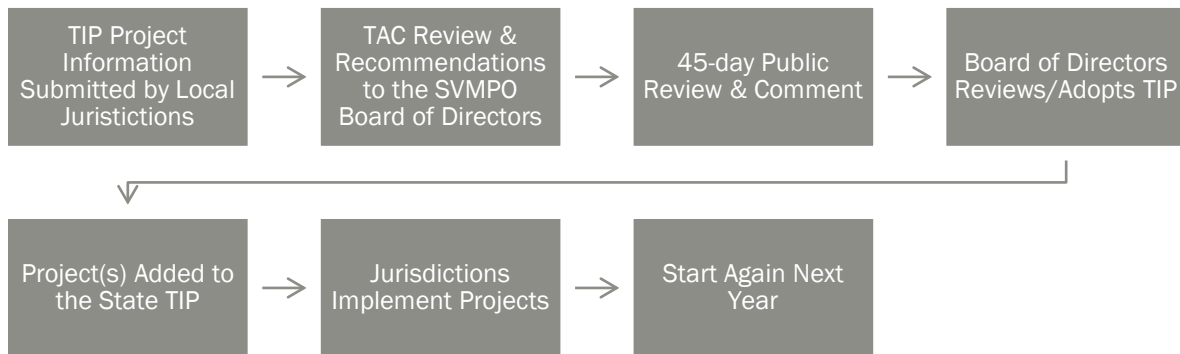 TIP Project
Information
Submitted by Local
Juristictions
TAC Review &
Recommendations
to the SVMPO
Board of Directors
45-day Public
Review & Comment
Board of Directors
Reviews/Adopts TIP
Project(s) Added to
the State TIP
Jurisdictions
Implement Projects
Start Again Next
Year